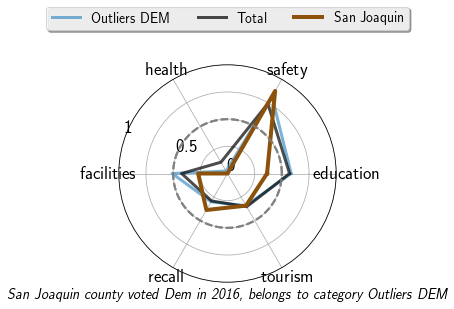 Outliers DEM Total San Joaquin
health safety
1
0.5
0
facilities education
recall tourism
San Joaquin county voted Dem in 2016, belongs to category Outliers DEM